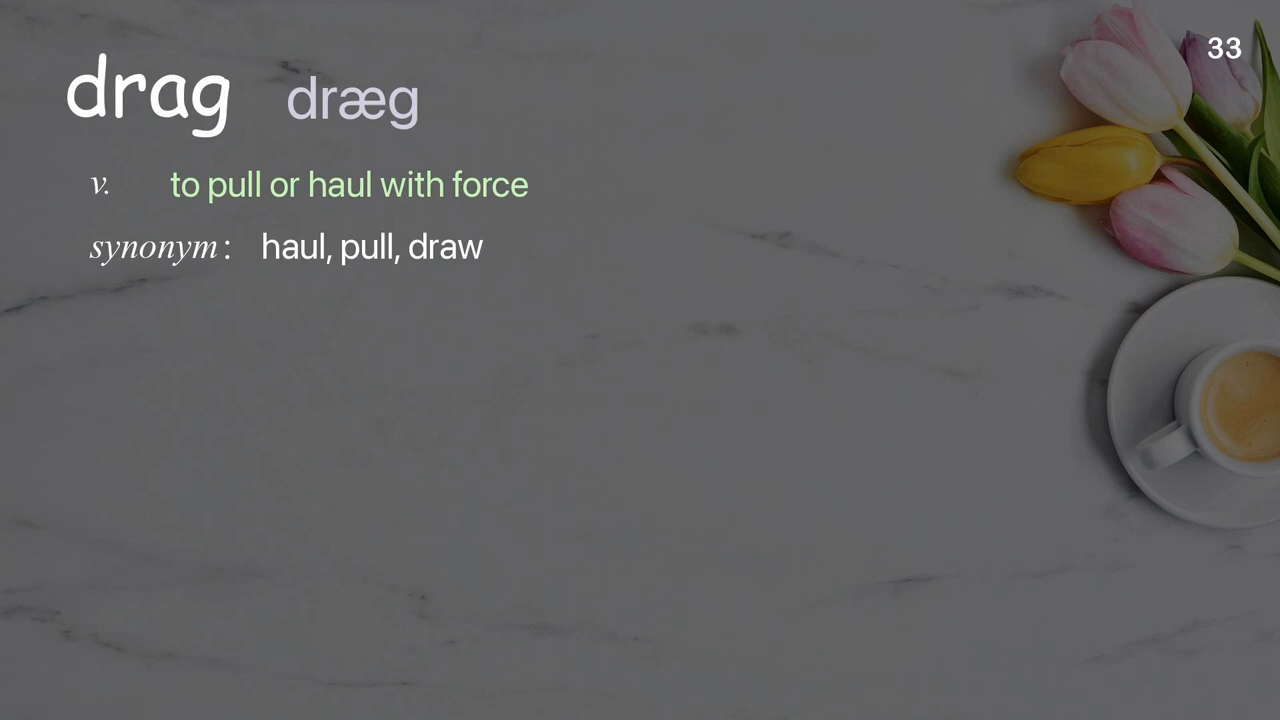 33
drag dræg
v. to pull or haul with force
synonym: haul, pull, draw